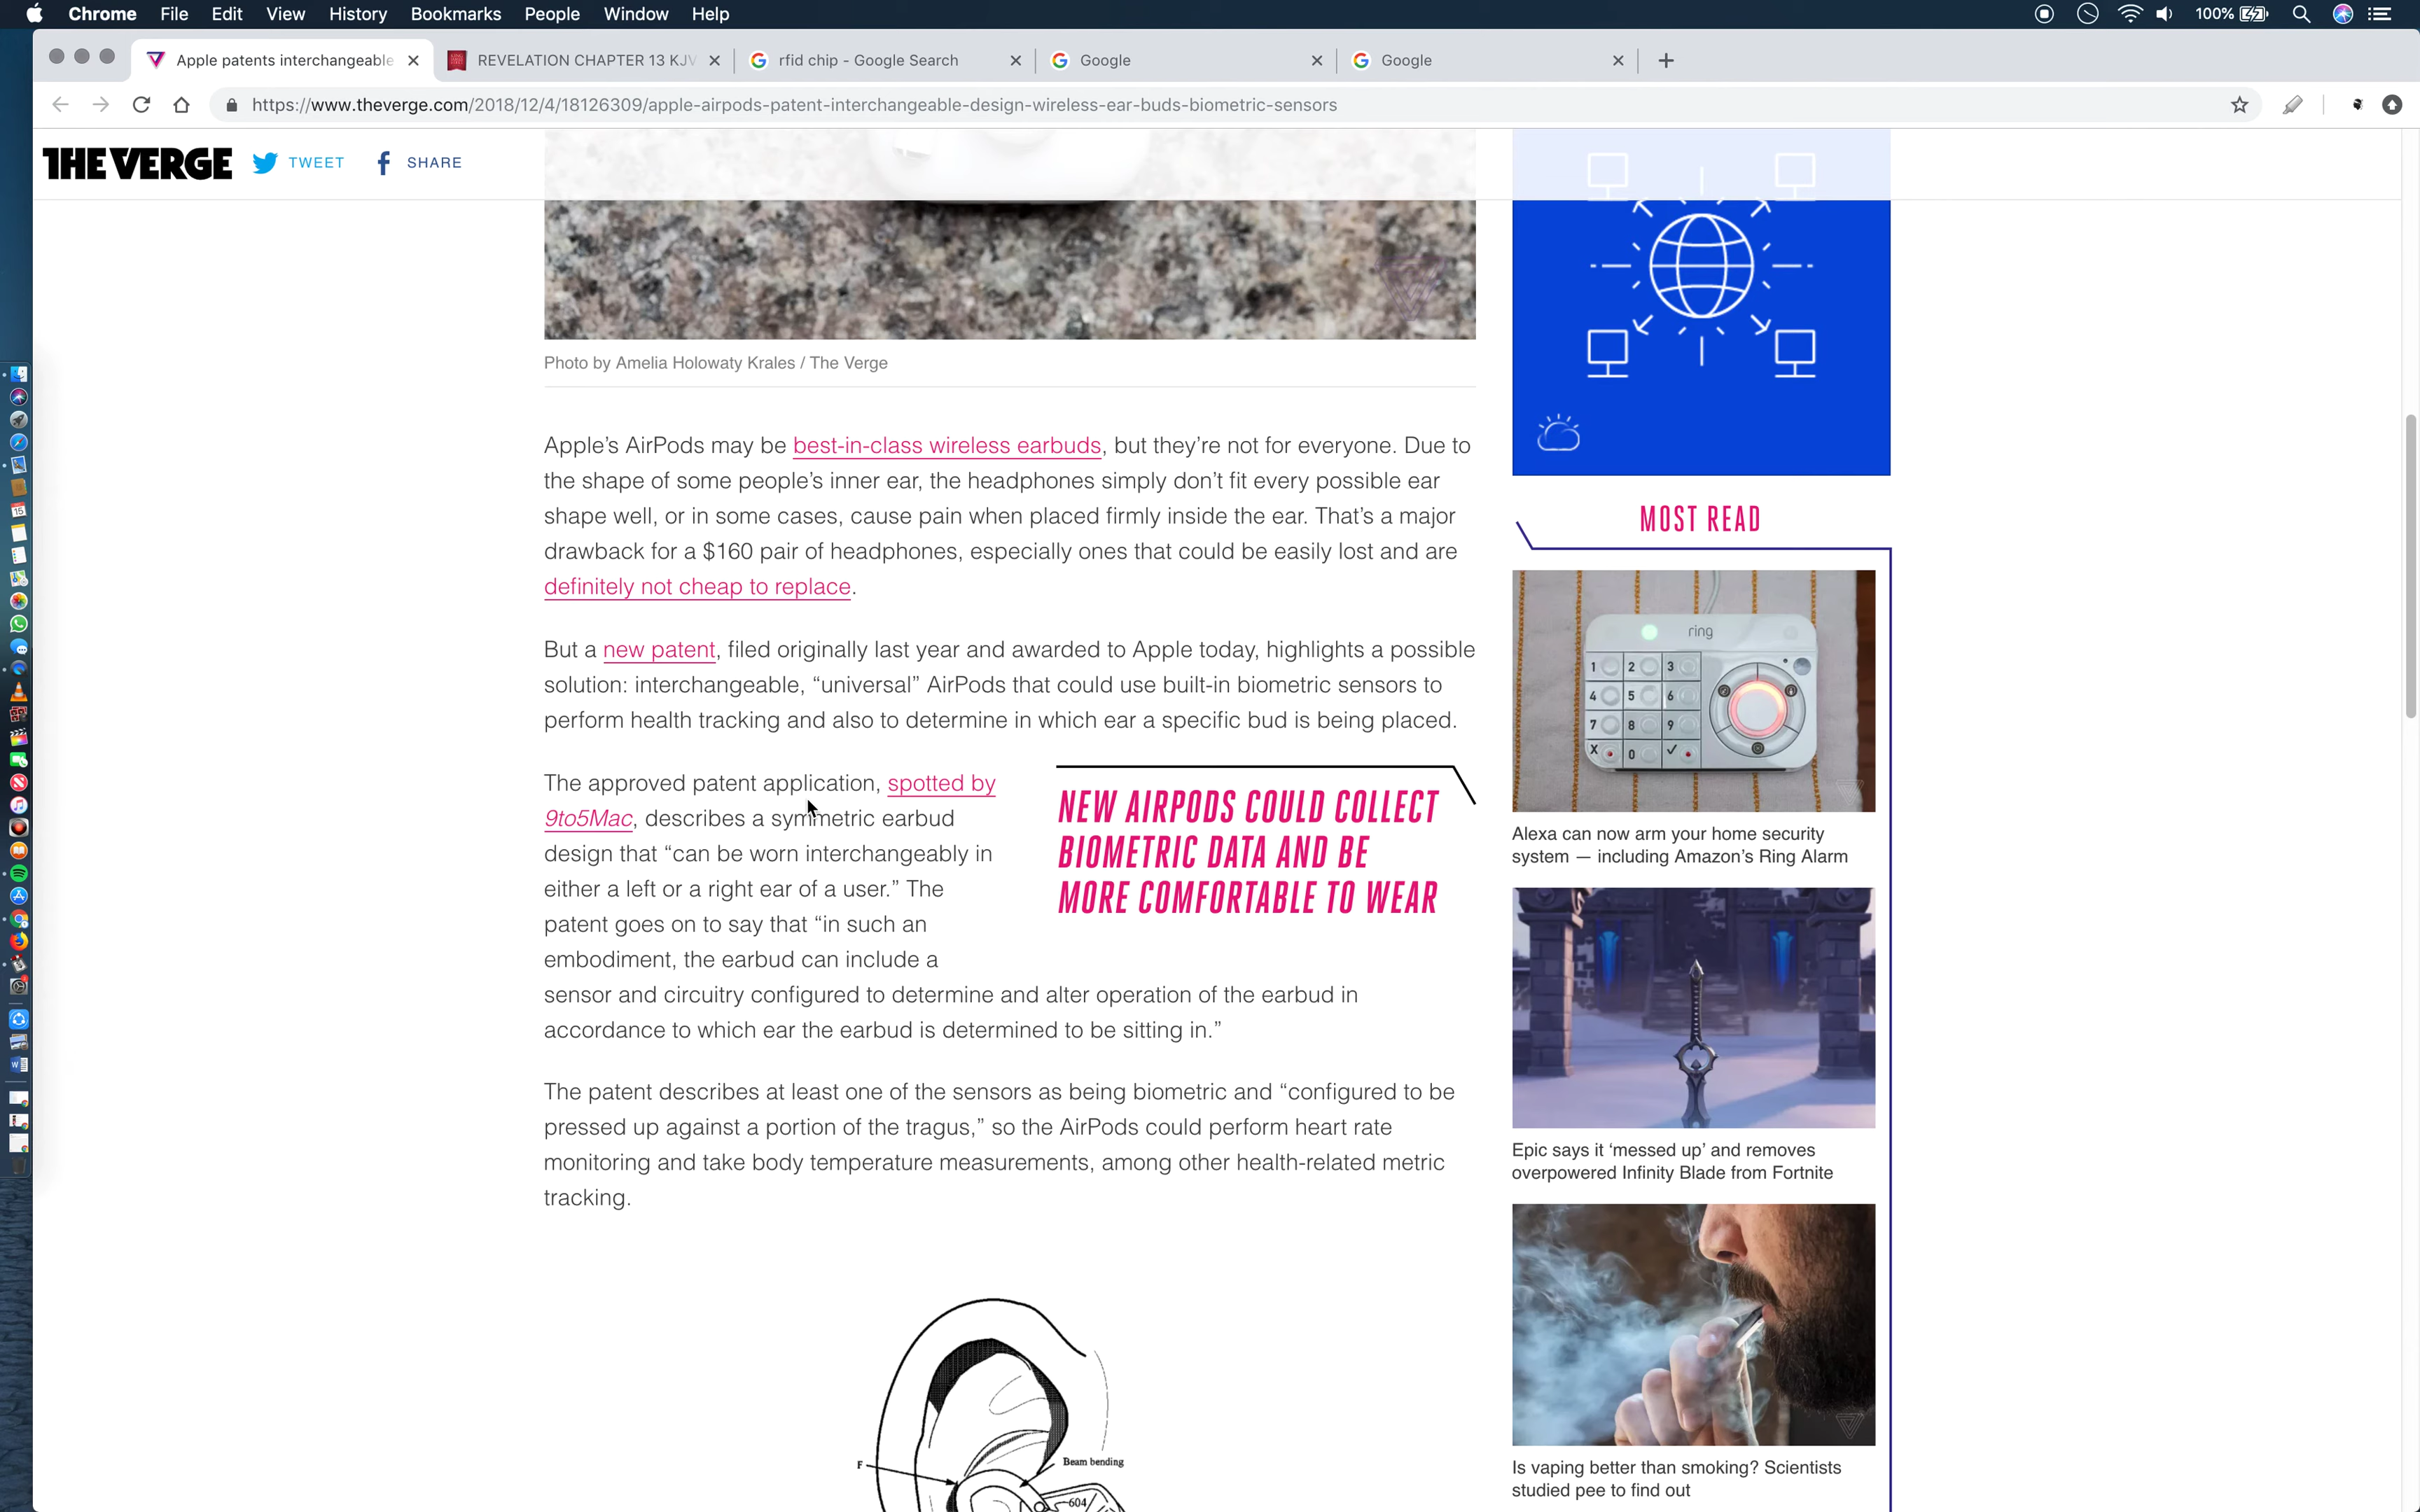 Chrome File Edit View History Bookmarks People Window Help 100%
Apple patents interchangeable
REVELATION CHAPTER 13 KJV
rfid chip - Google Search
Google
Google
https://www.theverge.com/2018/12/4/18126309/apple-airpods-patent-interchangeable-design-wireless-ear-buds-biometric-sensors
THE VERGE TWEET SHARE
Photo by Amelia Holowaty Krales / The Verge
Apple’s AirPods may be best-in-class wireless earbuds, but they’re not for everyone. Due to
the shape of some people’s inner ear, the headphones simply don’t fit every possible ear
shape well, or in some cases, cause pain when placed firmly inside the ear. That’s a major
drawback for a $160 pair of headphones, especially ones that could be easily lost and are
definitely not cheap to replace.
But a new patent, filed originally last year and awarded to Apple today, highlights a possible
solution: interchangeable, “universal” AirPods that could use built-in biometric sensors to
perform health tracking and also to determine in which ear a specific bud is being placed.
The approved patent application, spotted by
9to5Mac, describes a symmetric earbud
design that “can be worn interchangeably in
either a left or a right ear of a user.” The
patent goes on to say that “in such an
embodiment, the earbud can include a
sensor and circuitry configured to determine and alter operation of the earbud in
accordance to which ear the earbud is determined to be sitting in.”
NEW AIRPODS COULD COLLECT
BIOMETRIC DATA AND BE
MORE COMFORTABLE TO WEAR
The patent describes at least one of the sensors as being biometric and “configured to be
pressed up against a portion of the tragus,” so the AirPods could perform heart rate
monitoring and take body temperature measurements, among other health-related metric
tracking.
F
Beam bending
604
MOST READ
ring
1 2 3
4 5 6
7 8 9
X 0 ✓
Alexa can now arm your home security
system — including Amazon’s Ring Alarm
Epic says it ‘messed up’ and removes
overpowered Infinity Blade from Fortnite
Is vaping better than smoking? Scientists
studied pee to find out
15